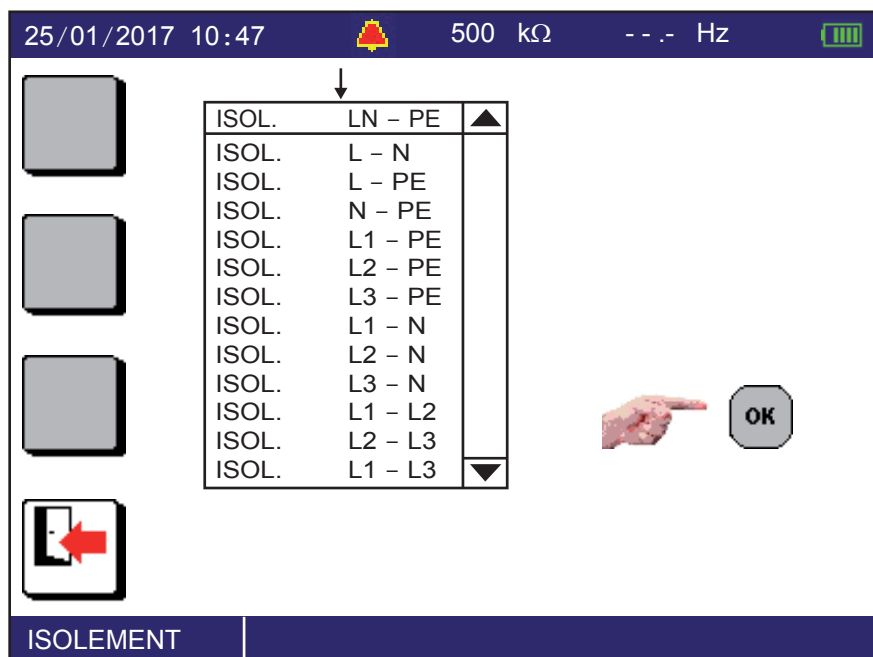 25/01/2017 10:47 500 kΩ - - .- Hz
ISOL. LN – PE
ISOL. L – N
ISOL. L – PE
ISOL. N – PE
ISOL. L1 – PE
ISOL. L2 – PE
ISOL. L3 – PE
ISOL. L1 – N
ISOL. L2 – N
ISOL. L3 – N
ISOL. L1 – L2
ISOL. L2 – L3
ISOL. L1 – L3
OK
ISOLEMENT